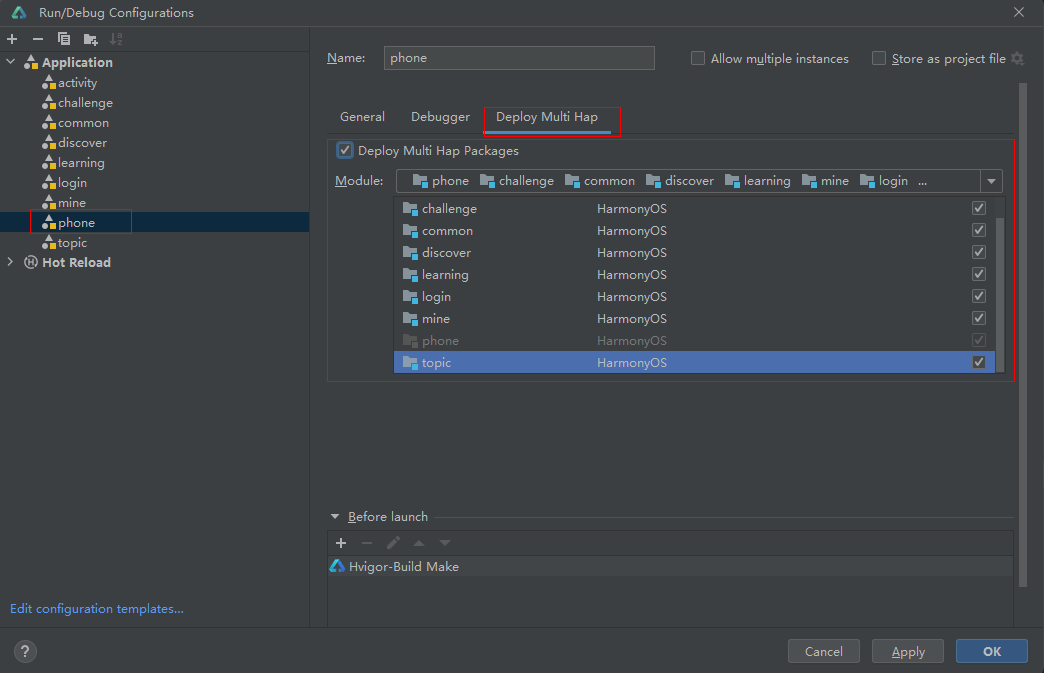 Run/Debug Configurations
Application
activity
challenge
common
discover
learning
login
mine
phone
topic
Hot Reload
Edit configuration templates...
Name: phone
Allow multiple instances
Store as project file
General Debugger Deploy Multi Hap
Deploy Multi Hap Packages
Module: phone challenge common discover learning mine login ...
challenge HarmonyOS
common HarmonyOS
discover HarmonyOS
learning HarmonyOS
login HarmonyOS
mine HarmonyOS
phone HarmonyOS
topic HarmonyOS
Before launch
Hvigor-Build Make
? Cancel Apply OK